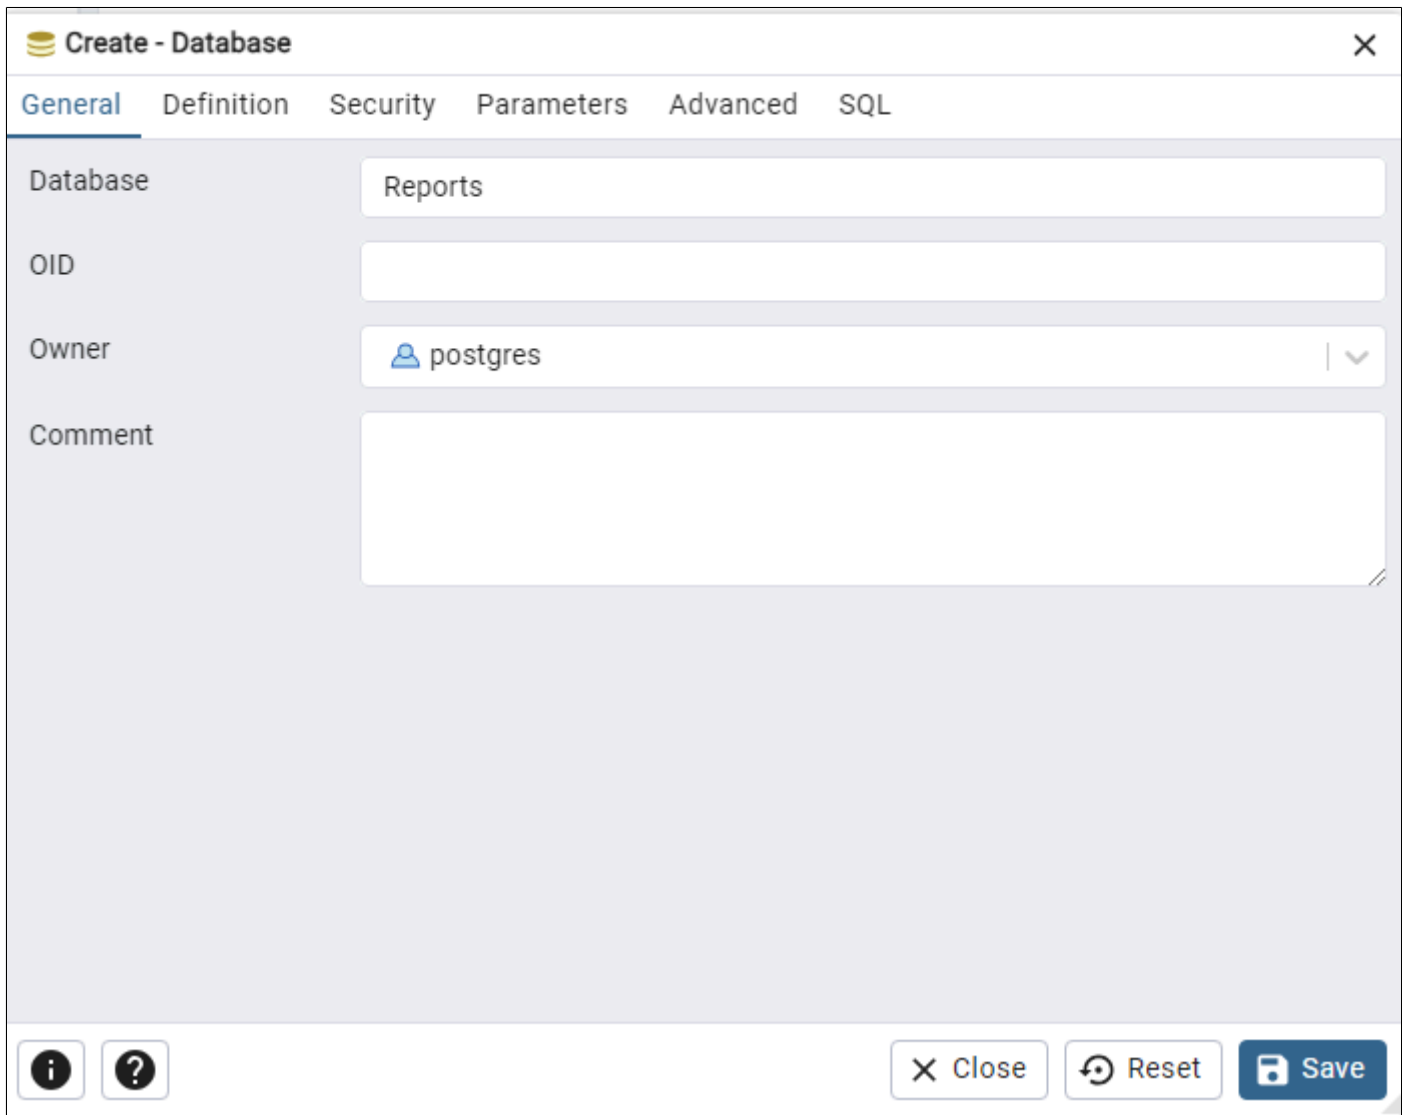 Create - Database
General Definition Security Parameters Advanced SQL
Database Reports
OID
Owner postgres
Comment
Close Reset Save